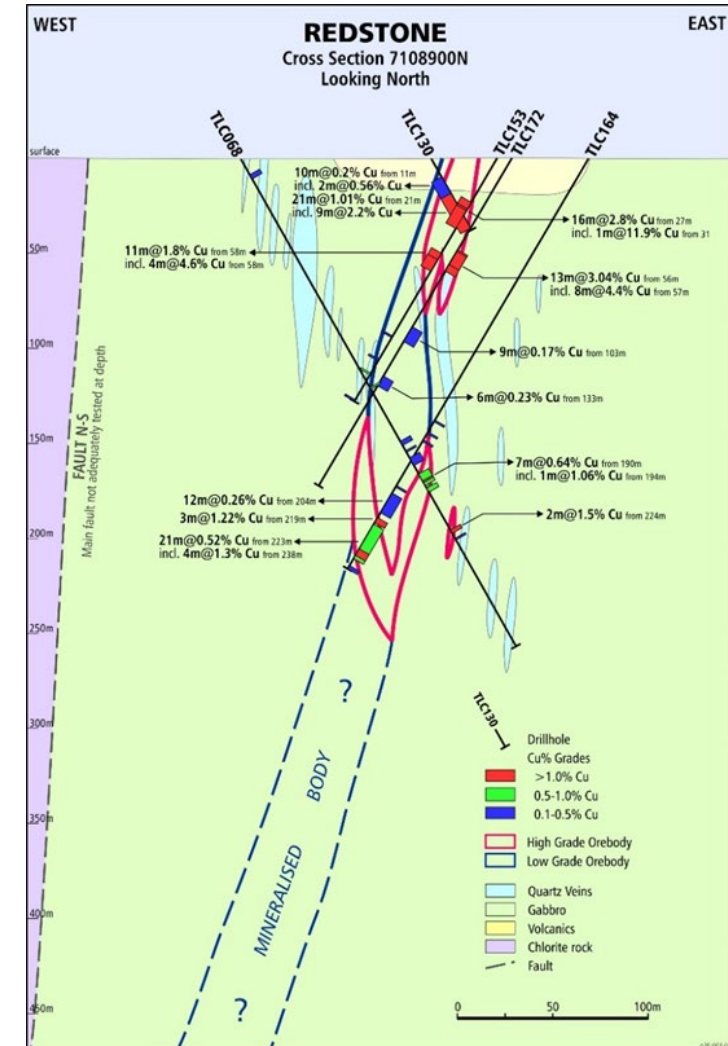 WEST
REDSTONE
EAST
Cross Section 7108900N
Looking North
TLC068
TLC130
TLC153
TLC172
TLC164
surface
10m@0.2% Cu from 11m
incl. 2m@0.56% Cu
21m@1.01% Cu from 21m
incl. 9m@2.2% Cu
16m@2.8% Cu from 27m
incl. 1m@11.9% Cu from 31
50m
11m@1.8% Cu from 58m
incl. 4m@4.6% Cu from 58m
13m@3.04% Cu from 56m
incl. 8m@4.4% Cu from 57m
100m
9m@0.17% Cu from 103m
6m@0.23% Cu from 133m
FAULT N-S
Main fault not adequately tested at depth
150m
7m@0.64% Cu from 190m
incl. 1m@1.06% Cu from 194m
12m@0.26% Cu from 204m
3m@1.22% Cu from 219m
2m@1.5% Cu from 224m
200m
21m@0.52% Cu from 223m
incl. 4m@1.3% Cu from 238m
250m
?
300m
MINERALISED BODY
350m
400m
?
450m
TLC130
Drillhole
Cu% Grades
>1.0% Cu
0.5-1.0% Cu
0.1-0.5% Cu
High Grade Orebody
Low Grade Orebody
Quartz Veins
Gabbro
Volcanics
Chlorite rock
Fault
0 50 100m